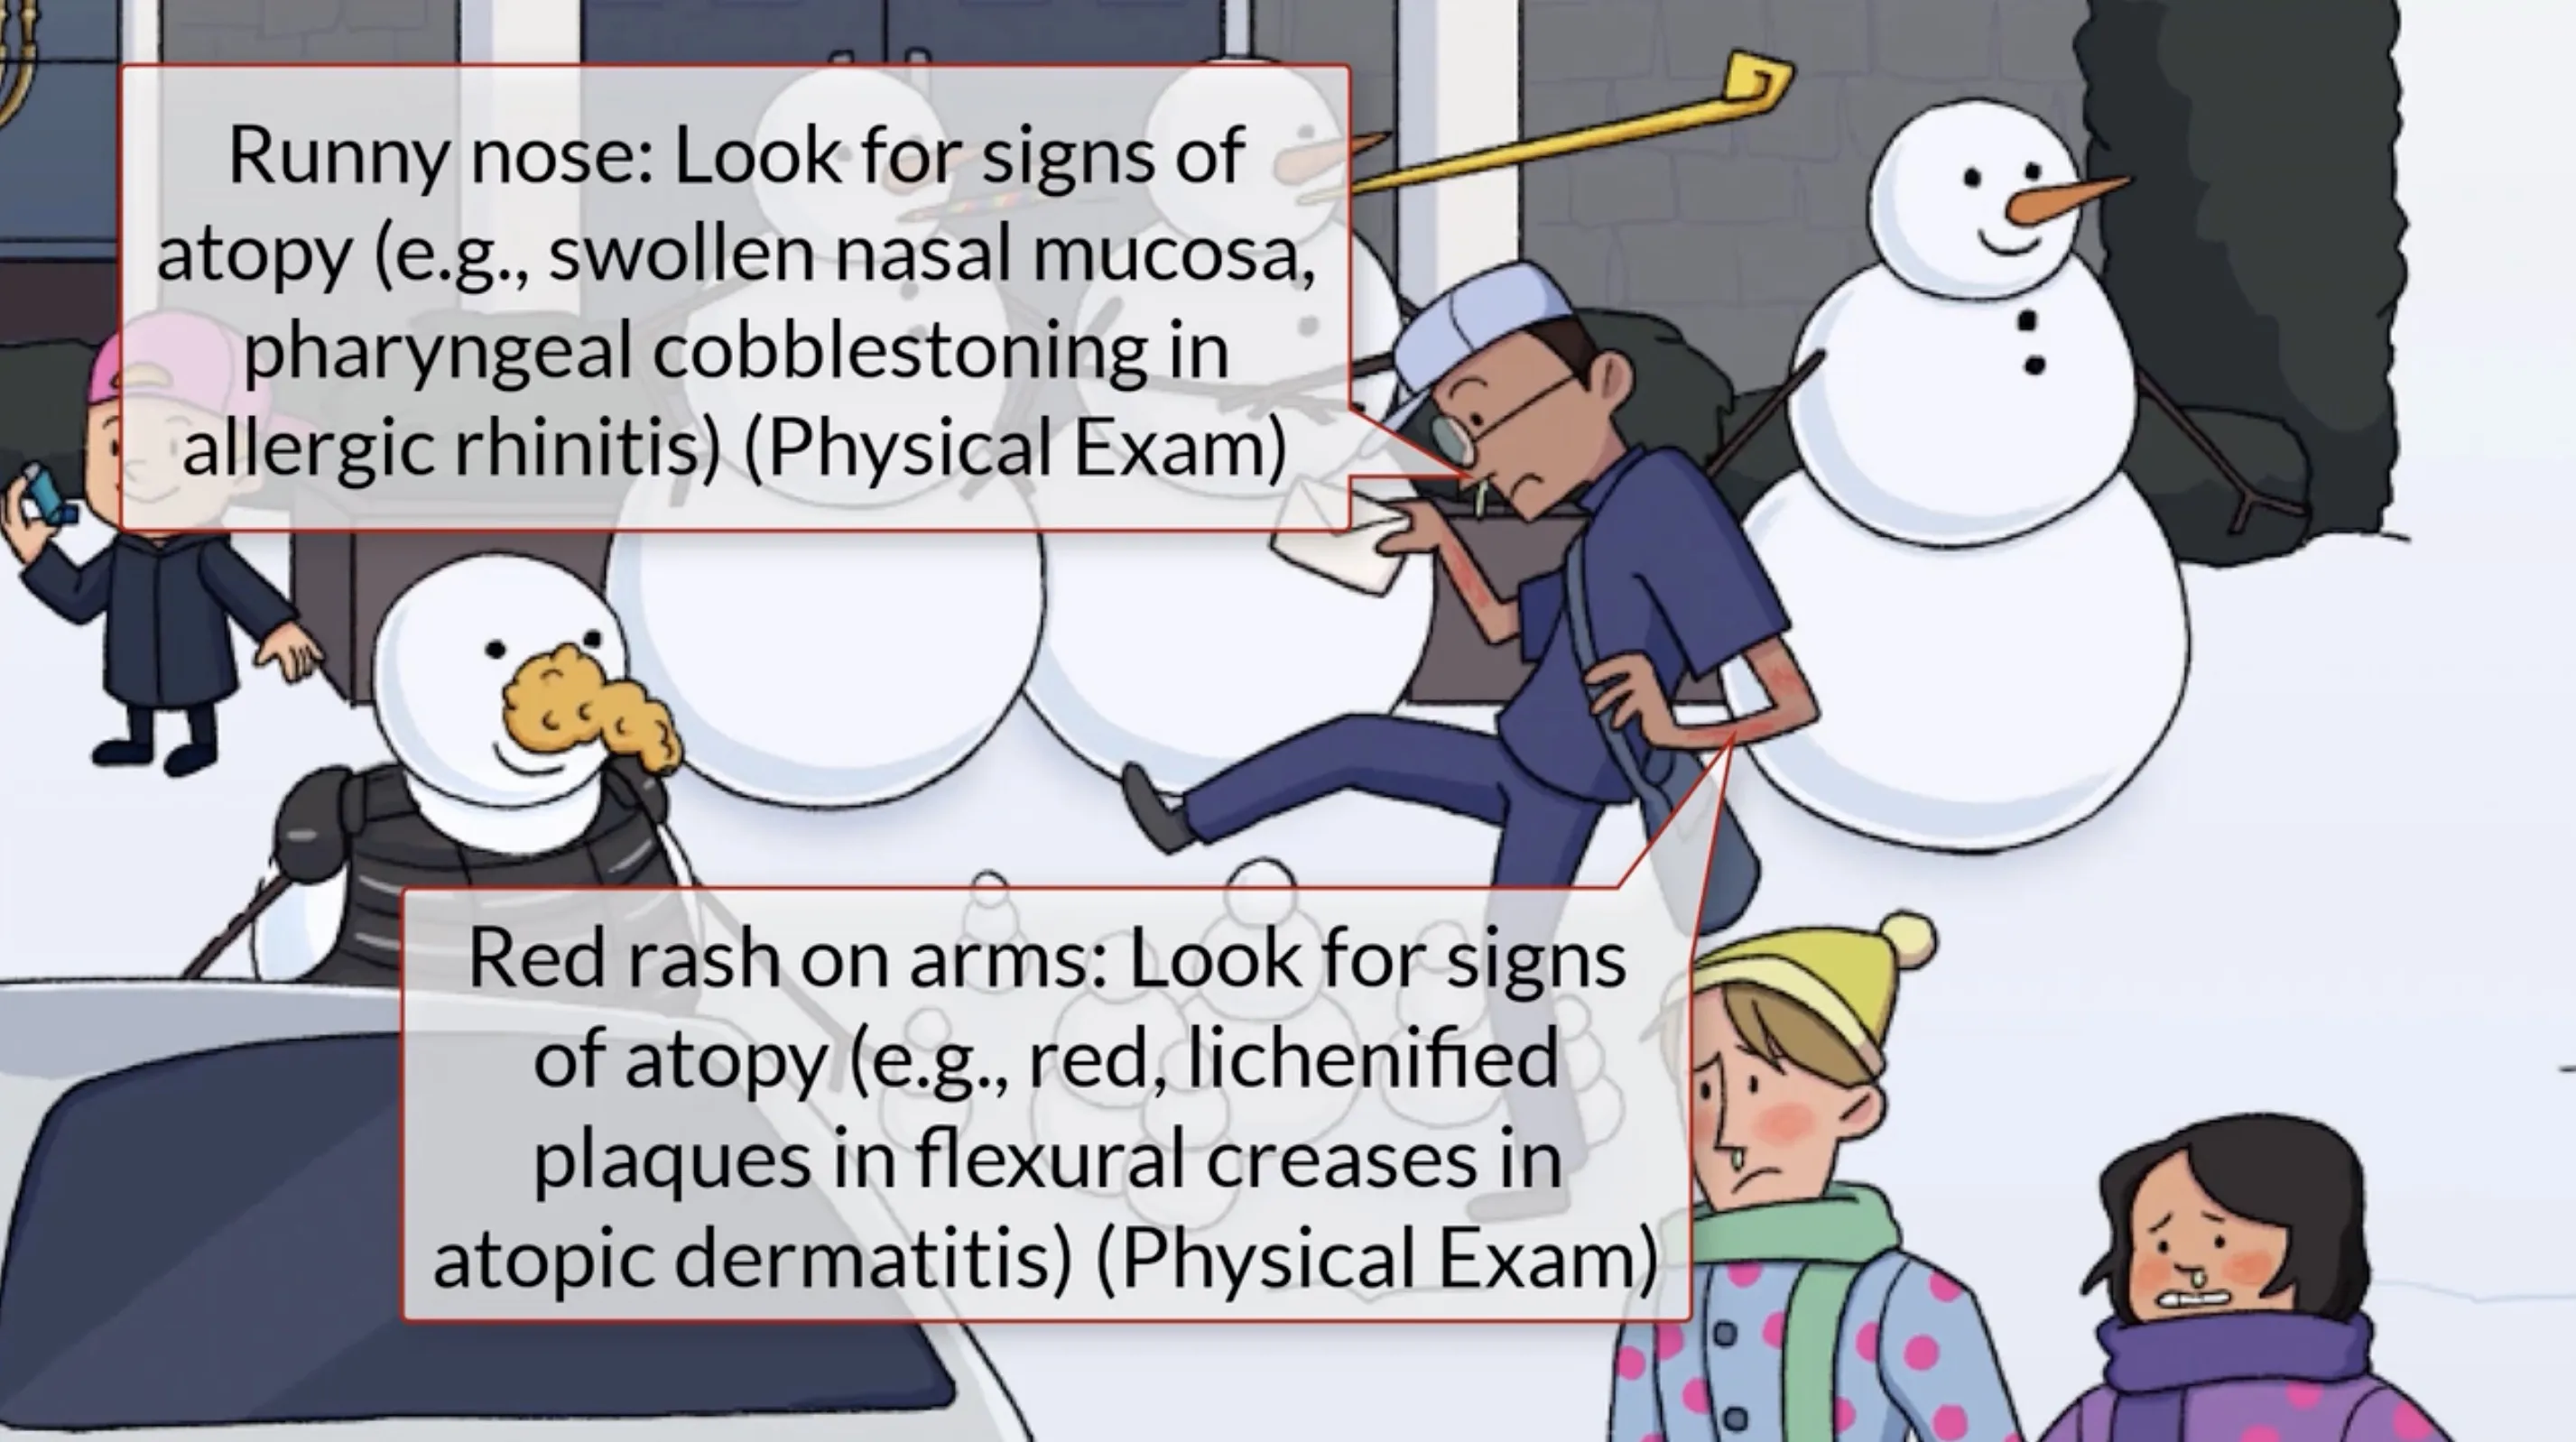 Runny nose: Look for signs of
atopy (e.g., swollen nasal mucosa,
pharyngeal cobblestoning in
allergic rhinitis) (Physical Exam)
Red rash on arms: Look for signs
of atopy (e.g., red, lichenified
plaques in flexural creases in
atopic dermatitis) (Physical Exam)